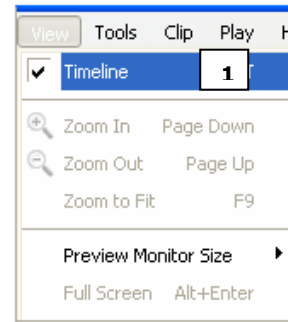 View Tools Clip Play
Timeline 1 T
Zoom In Page Down
Zoom Out Page Up
Zoom to Fit F9
Preview Monitor Size
Full Screen Alt+Enter